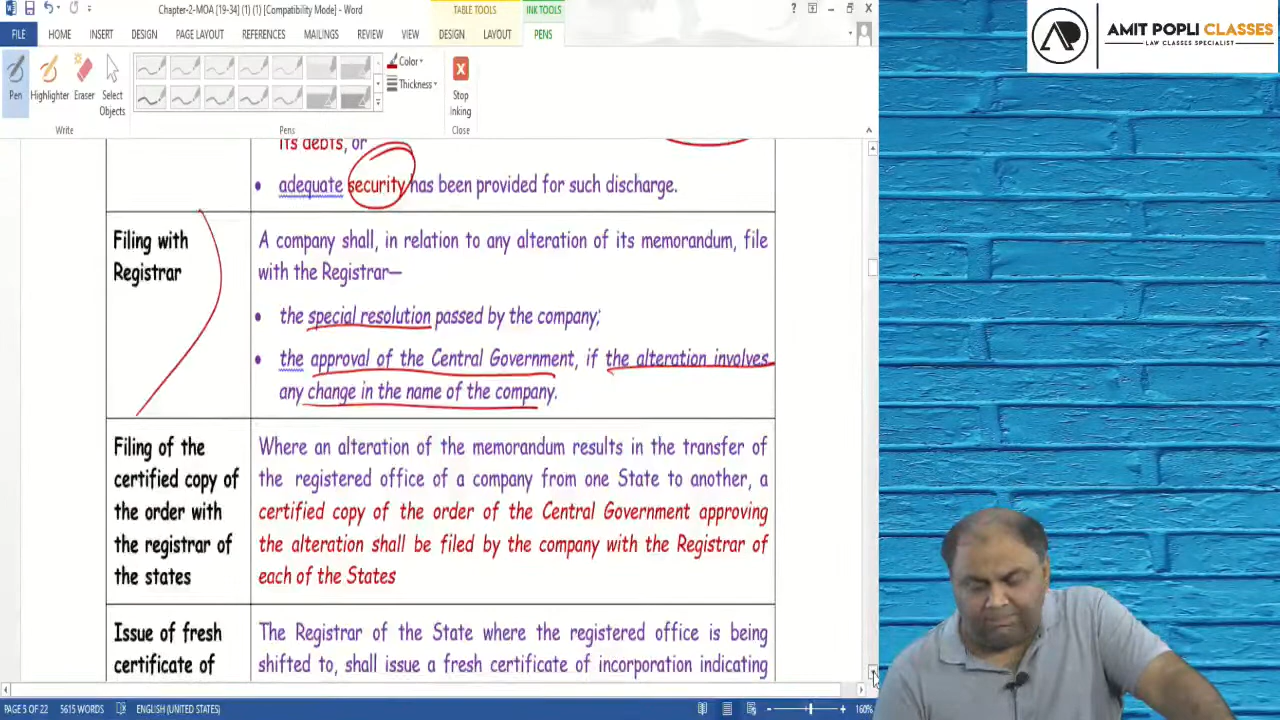 Chapter-2-MOA [19-34] (1) (1) [Compatibility Mode] - Word
TABLE TOOLS
INK TOOLS
FILE
HOME
INSERT
DESIGN
PAGE LAYOUT
REFERENCES
MAILINGS
REVIEW
VIEW
DESIGN
LAYOUT
PENS
Pen
Highlighter
Eraser
Select
Objects
Color
Thickness
Stop
Inking
Write
Pens
Close
AMIT POPLI CLASSES
LAW CLASSES SPECIALIST
its debts, or
• adequate security has been provided for such discharge.
Filing with
Registrar
A company shall, in relation to any alteration of its memorandum, file
with the Registrar—
• the special resolution passed by the company;
• the approval of the Central Government, if the alteration involves
any change in the name of the company.
Filing of the
certified copy of
the order with
the registrar of
the states
Where an alteration of the memorandum results in the transfer of
the registered office of a company from one State to another, a
certified copy of the order of the Central Government approving
the alteration shall be filed by the company with the Registrar of
each of the States
Issue of fresh
certificate of
The Registrar of the State where the registered office is being
shifted to, shall issue a fresh certificate of incorporation indicating
PAGE 5 OF 22
5615 WORDS
ENGLISH (UNITED STATES)
160%